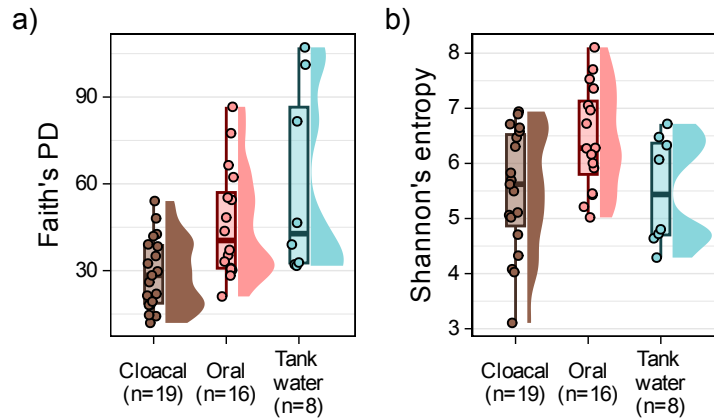 a)
Faith's PD
90
60
30
Cloacal
(n=19)
Oral
(n=16)
Tank
water
(n=8)
b)
Shannon's entropy
8
7
6
5
4
3
Cloacal
(n=19)
Oral
(n=16)
Tank
water
(n=8)